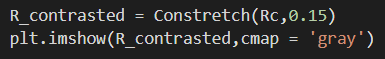 R_contrasted = Constretch(Rc,0.15)
plt.imshow(R_contrasted,cmap = 'gray')